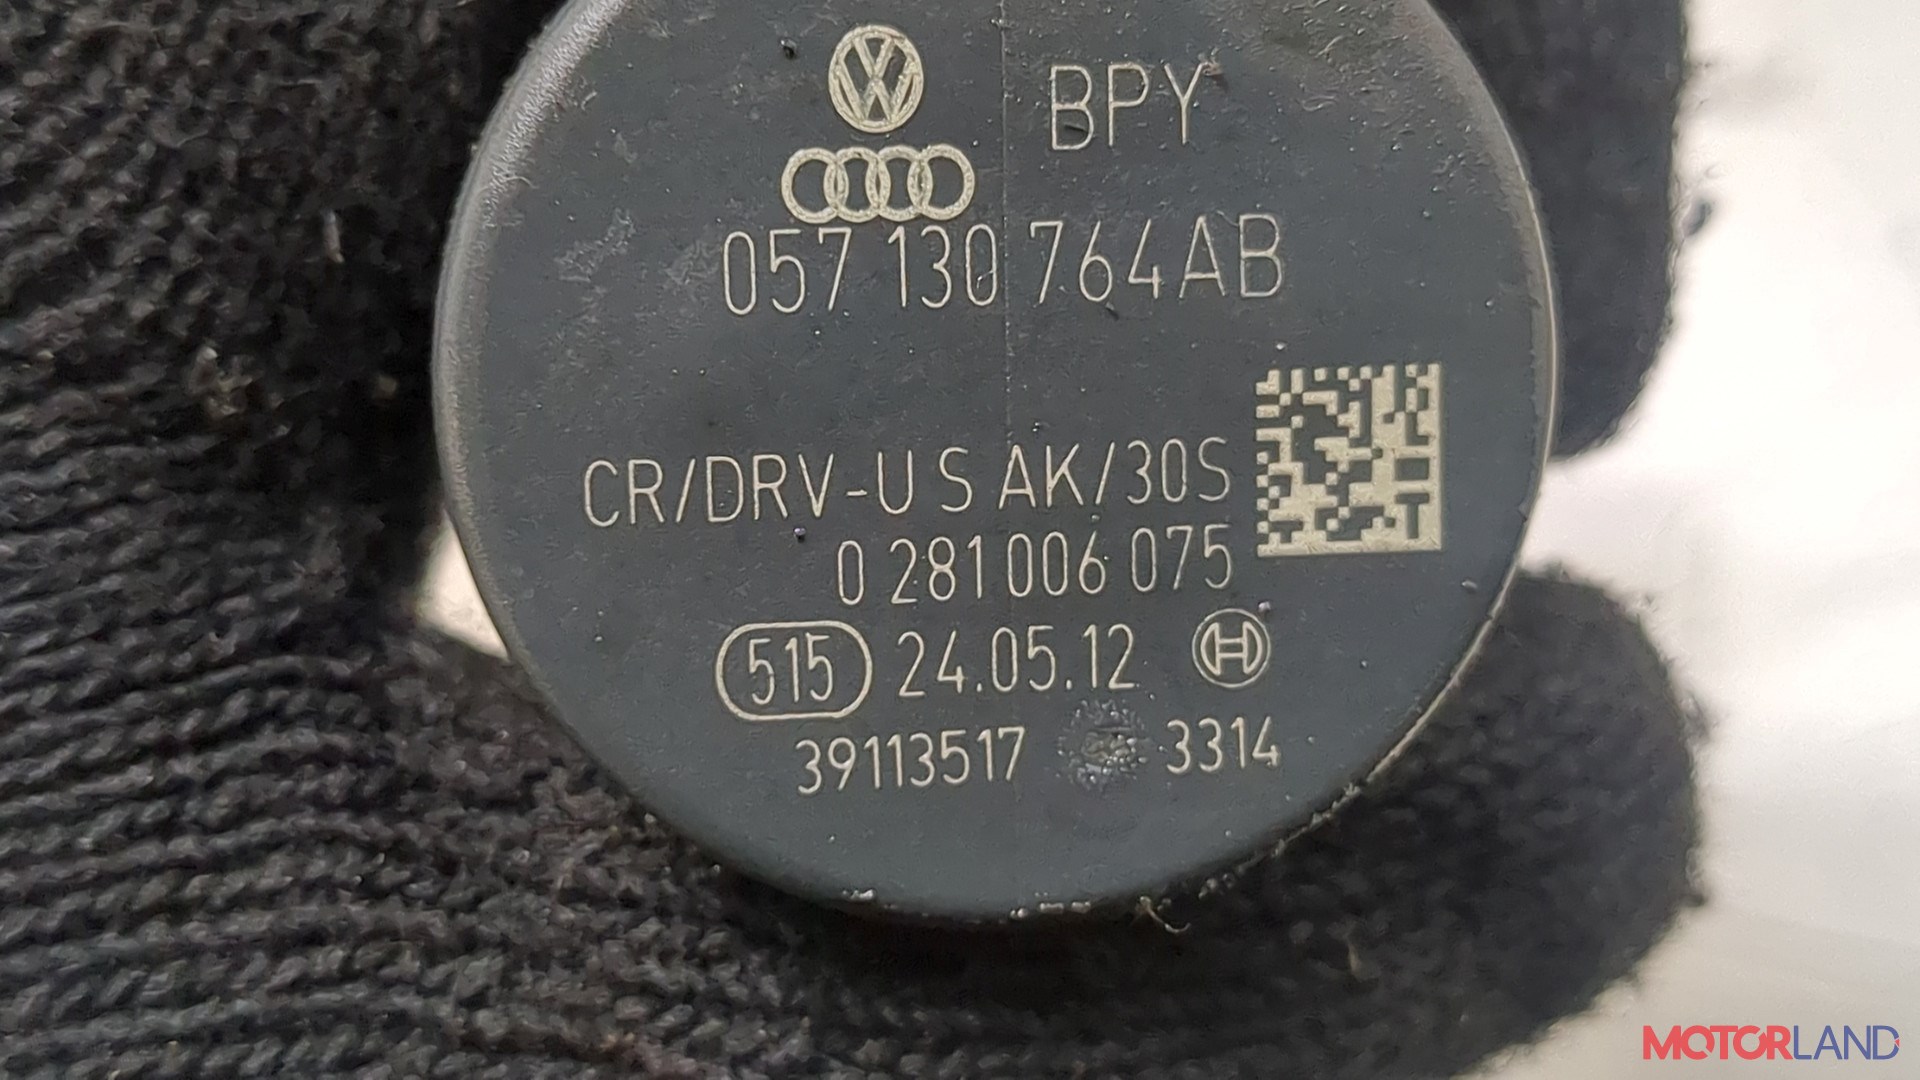 BPY
057 130 764AB
CR/DRV-U S AK/30S
0 281 006 075
515 24.05.12
39113517 3314
MOTORLAND